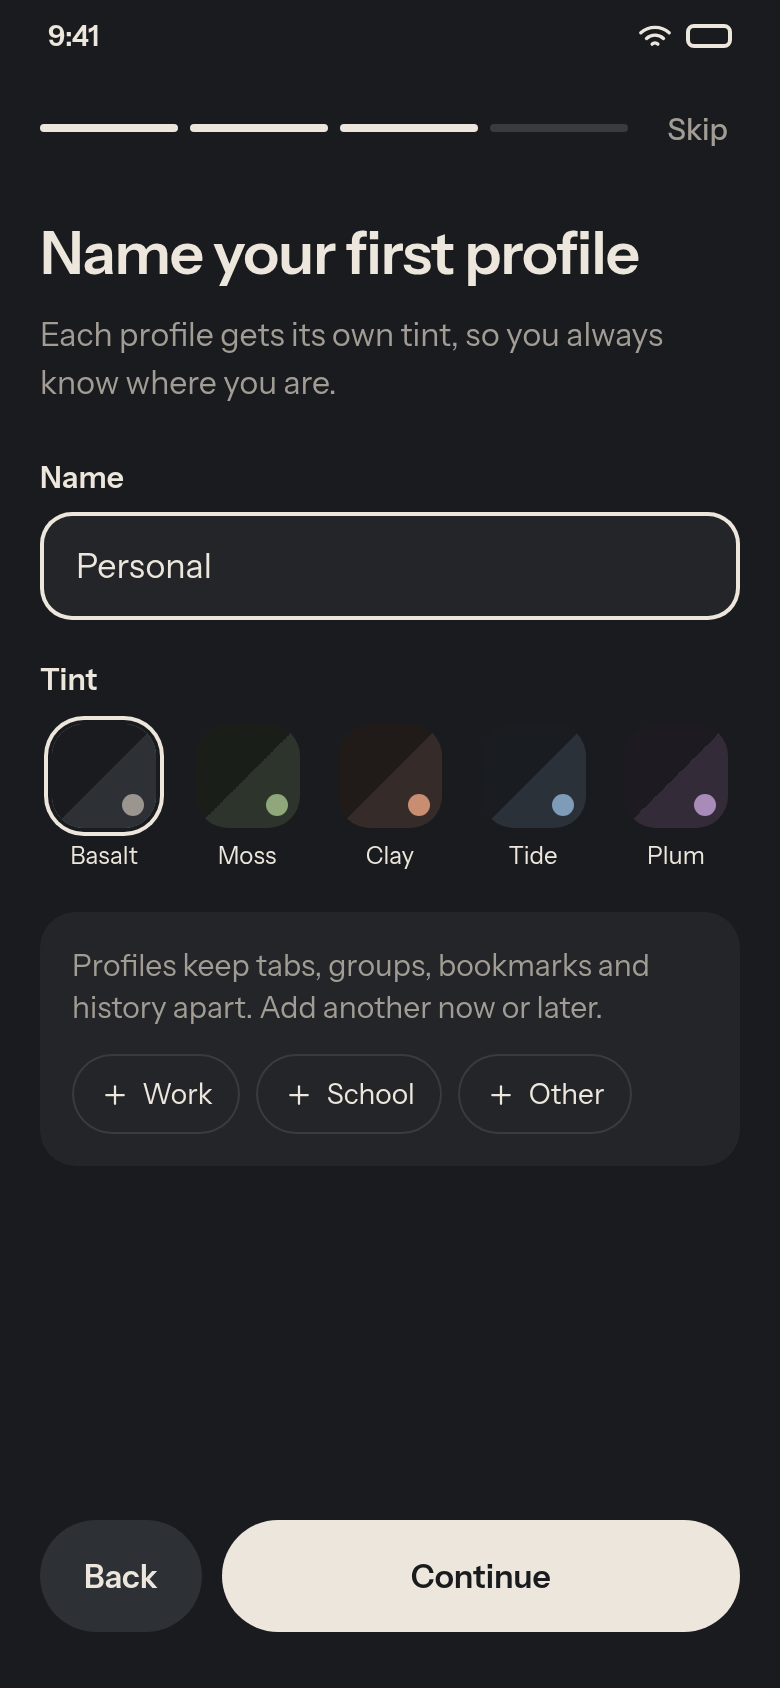 9:41
Skip
Name your first profile
Each profile gets its own tint, so you always
know where you are.
Name
Personal
Tint
Basalt Moss Clay Tide Plum
Profiles keep tabs, groups, bookmarks and
history apart. Add another now or later.
+ Work + School + Other
Back Continue